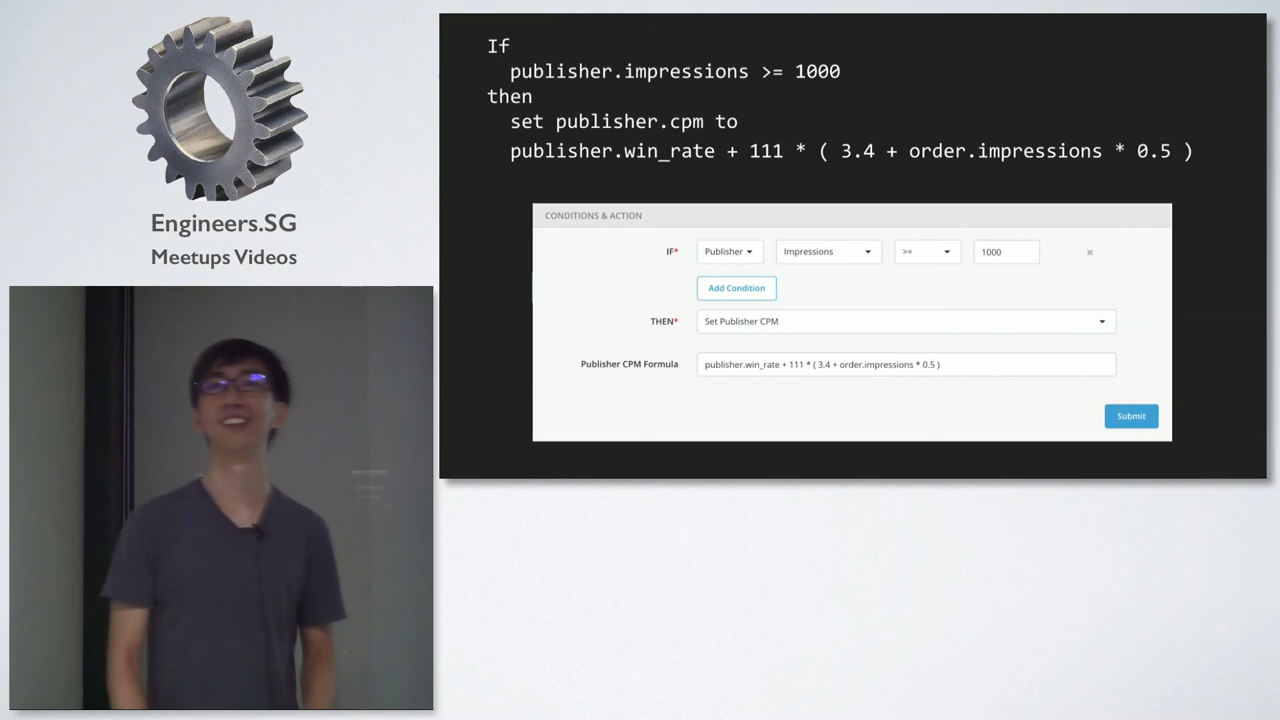 Engineers.SG
Meetups Videos
If
publisher.impressions >= 1000
then
set publisher.cpm to
publisher.win_rate + 111 * ( 3.4 + order.impressions * 0.5 )
CONDITIONS & ACTION
IF* Publisher Impressions >= 1000
Add Condition
THEN* Set Publisher CPM
Publisher CPM Formula publisher.win_rate + 111 * ( 3.4 + order.impressions * 0.5 )
Submit